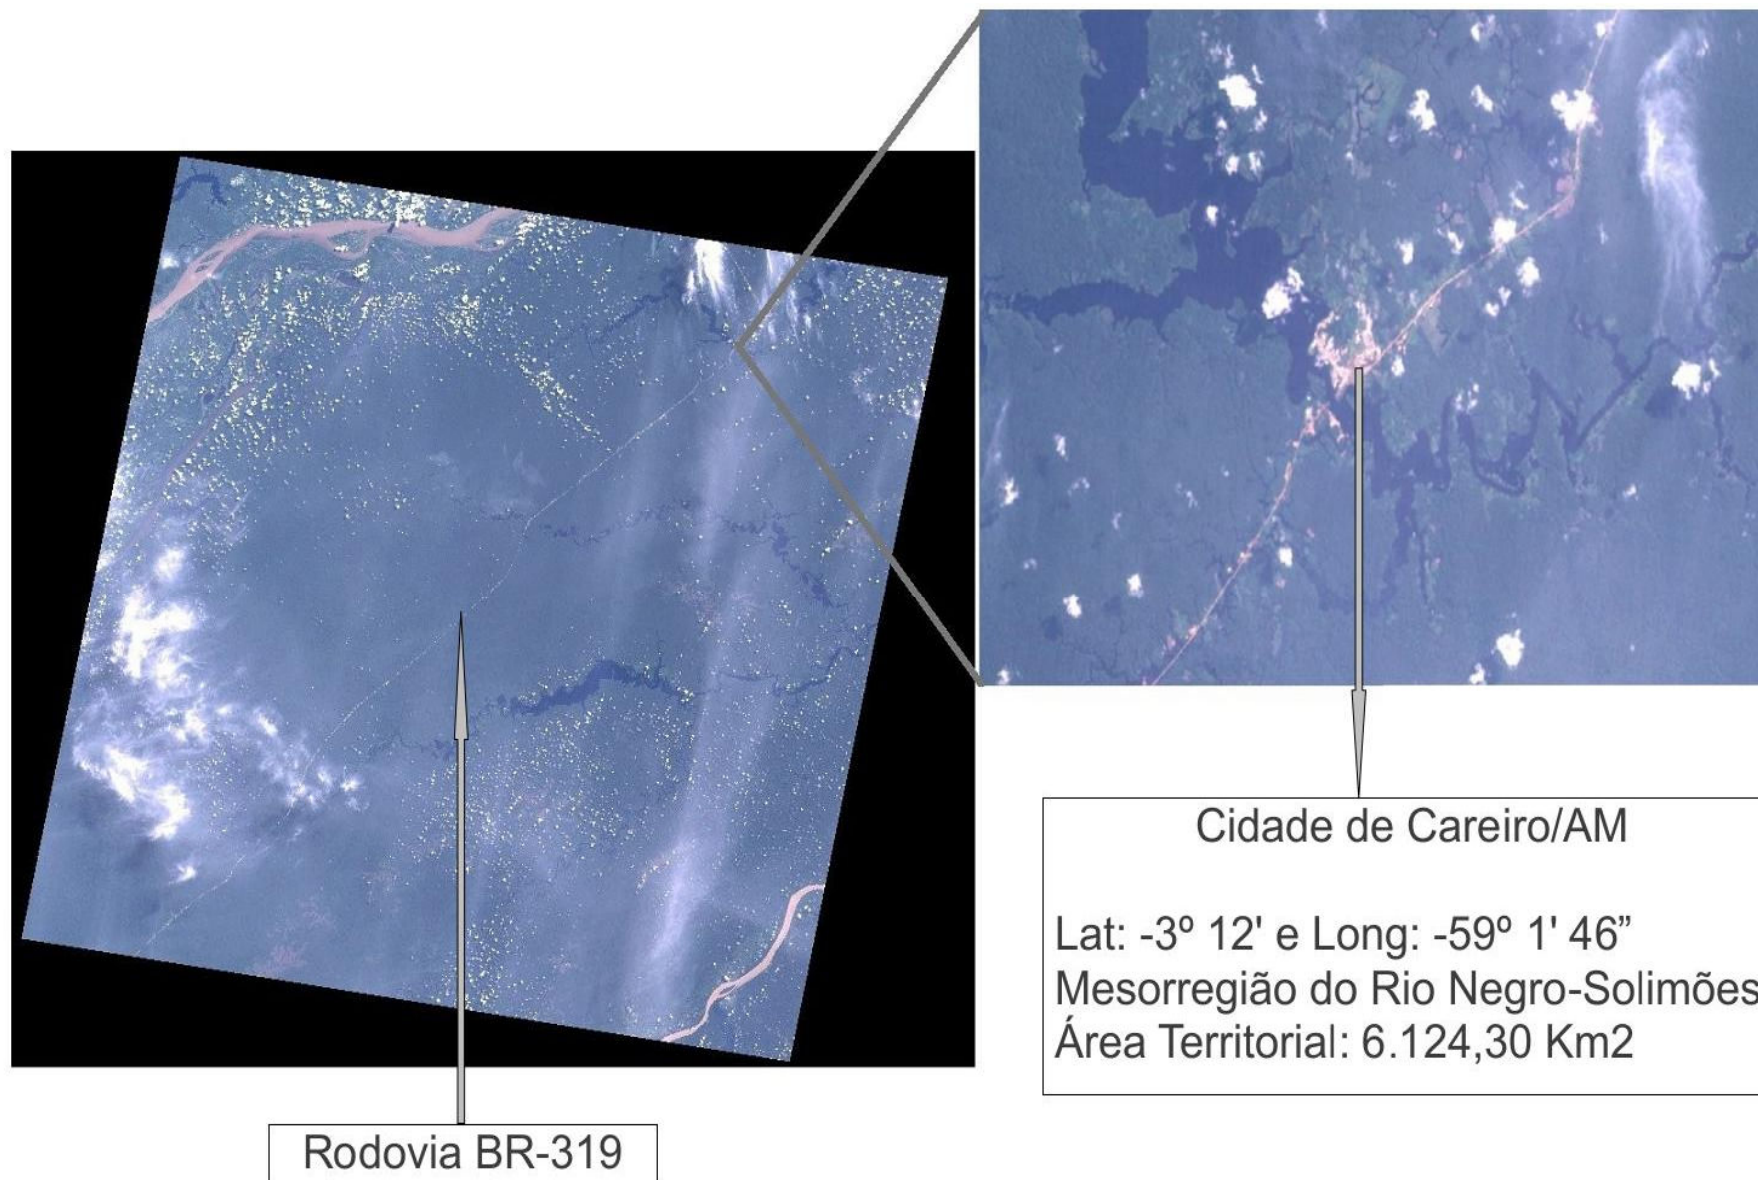 Cidade de Careiro/AM
Lat: -3º 12' e Long: -59º 1' 46”
Mesorregião do Rio Negro-Solimões
Área Territorial: 6.124,30 Km2
Rodovia BR-319